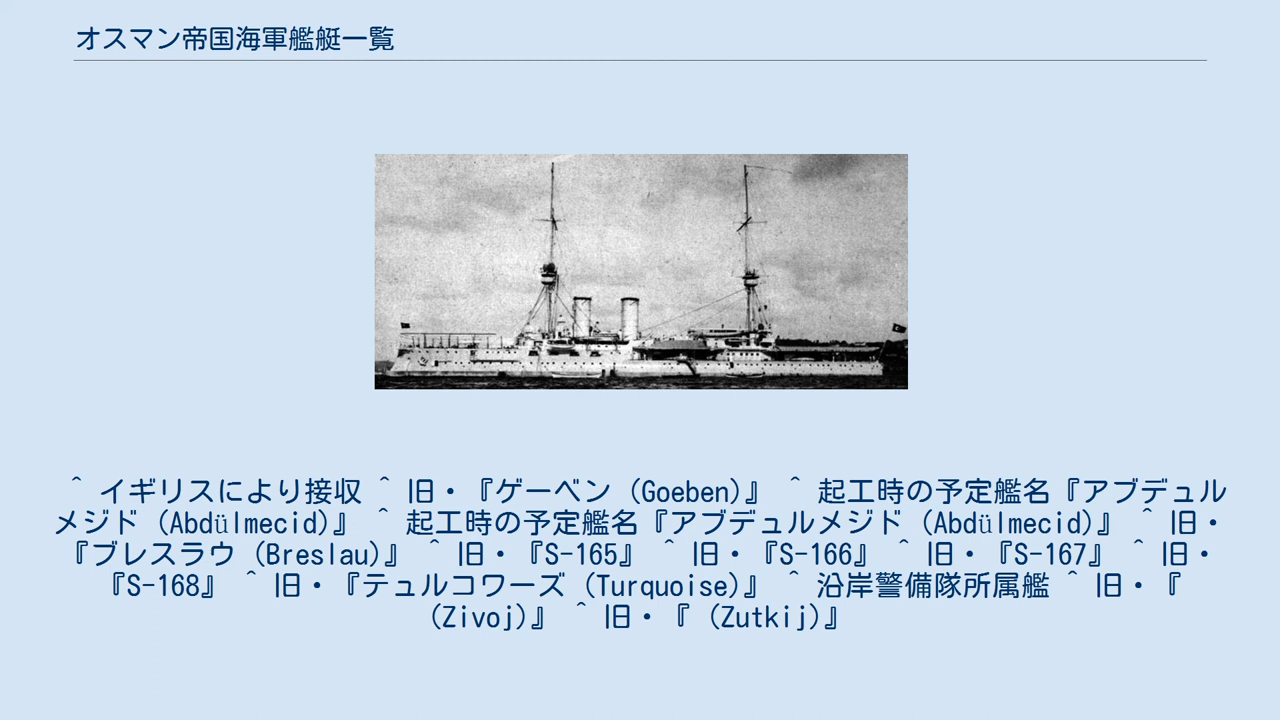 オスマン帝国海軍艦艇一覧
^ イギリスにより接収 ^ 旧・『ゲーベン（Goeben)』 ^ 起工時の予定艦名『アブデュル
メジド（Abdülmecid)』 ^ 起工時の予定艦名『アブデュルメジド（Abdülmecid)』 ^ 旧・
『ブレスラウ（Breslau)』 ^ 旧・『S-165』 ^ 旧・『S-166』 ^ 旧・『S-167』 ^ 旧・
『S-168』 ^ 旧・『テュルコワーズ（Turquoise)』 ^ 沿岸警備隊所属艦 ^ 旧・『
（Zivoj)』 ^ 旧・『（Zutkij)』